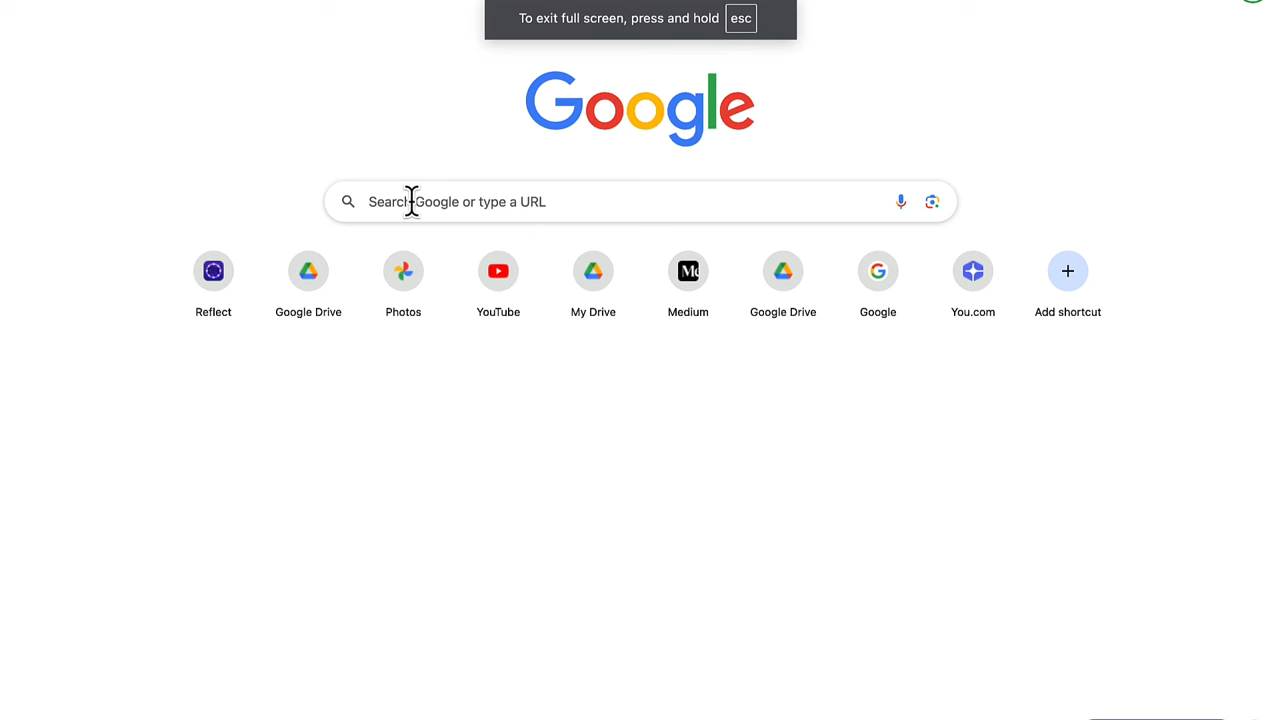 To exit full screen, press and hold esc
Google
Search Google or type a URL
Reflect
Google Drive
Photos
YouTube
My Drive
Medium
Google Drive
Google
You.com
Add shortcut